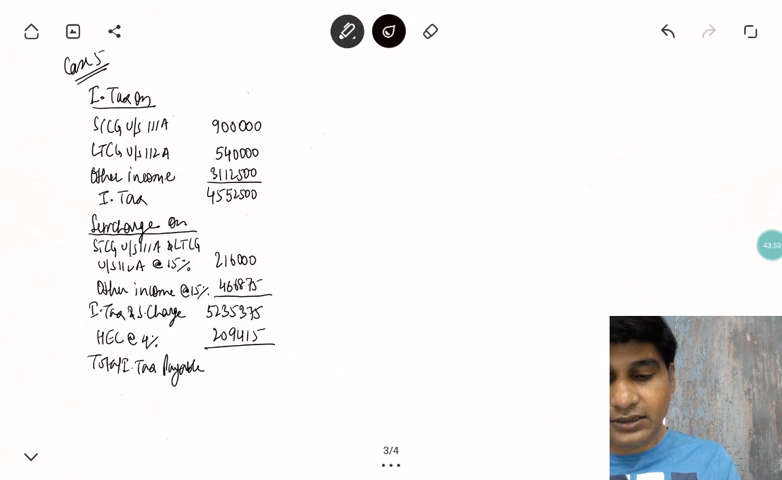 Case 5
I. Tax on
STCG u/s 111A 900000
LTCG u/s 112A 540000
Other income 3112500
I. Tax 4552500
Surcharge on
STCG u/s 111A & LTCG
u/s 112A @ 15% 216000
Other income @ 15% 466875
I. Tax & S. Charge 5235375
HEC @ 4% 209415
Total I. Tax Payable
43:53
3/4